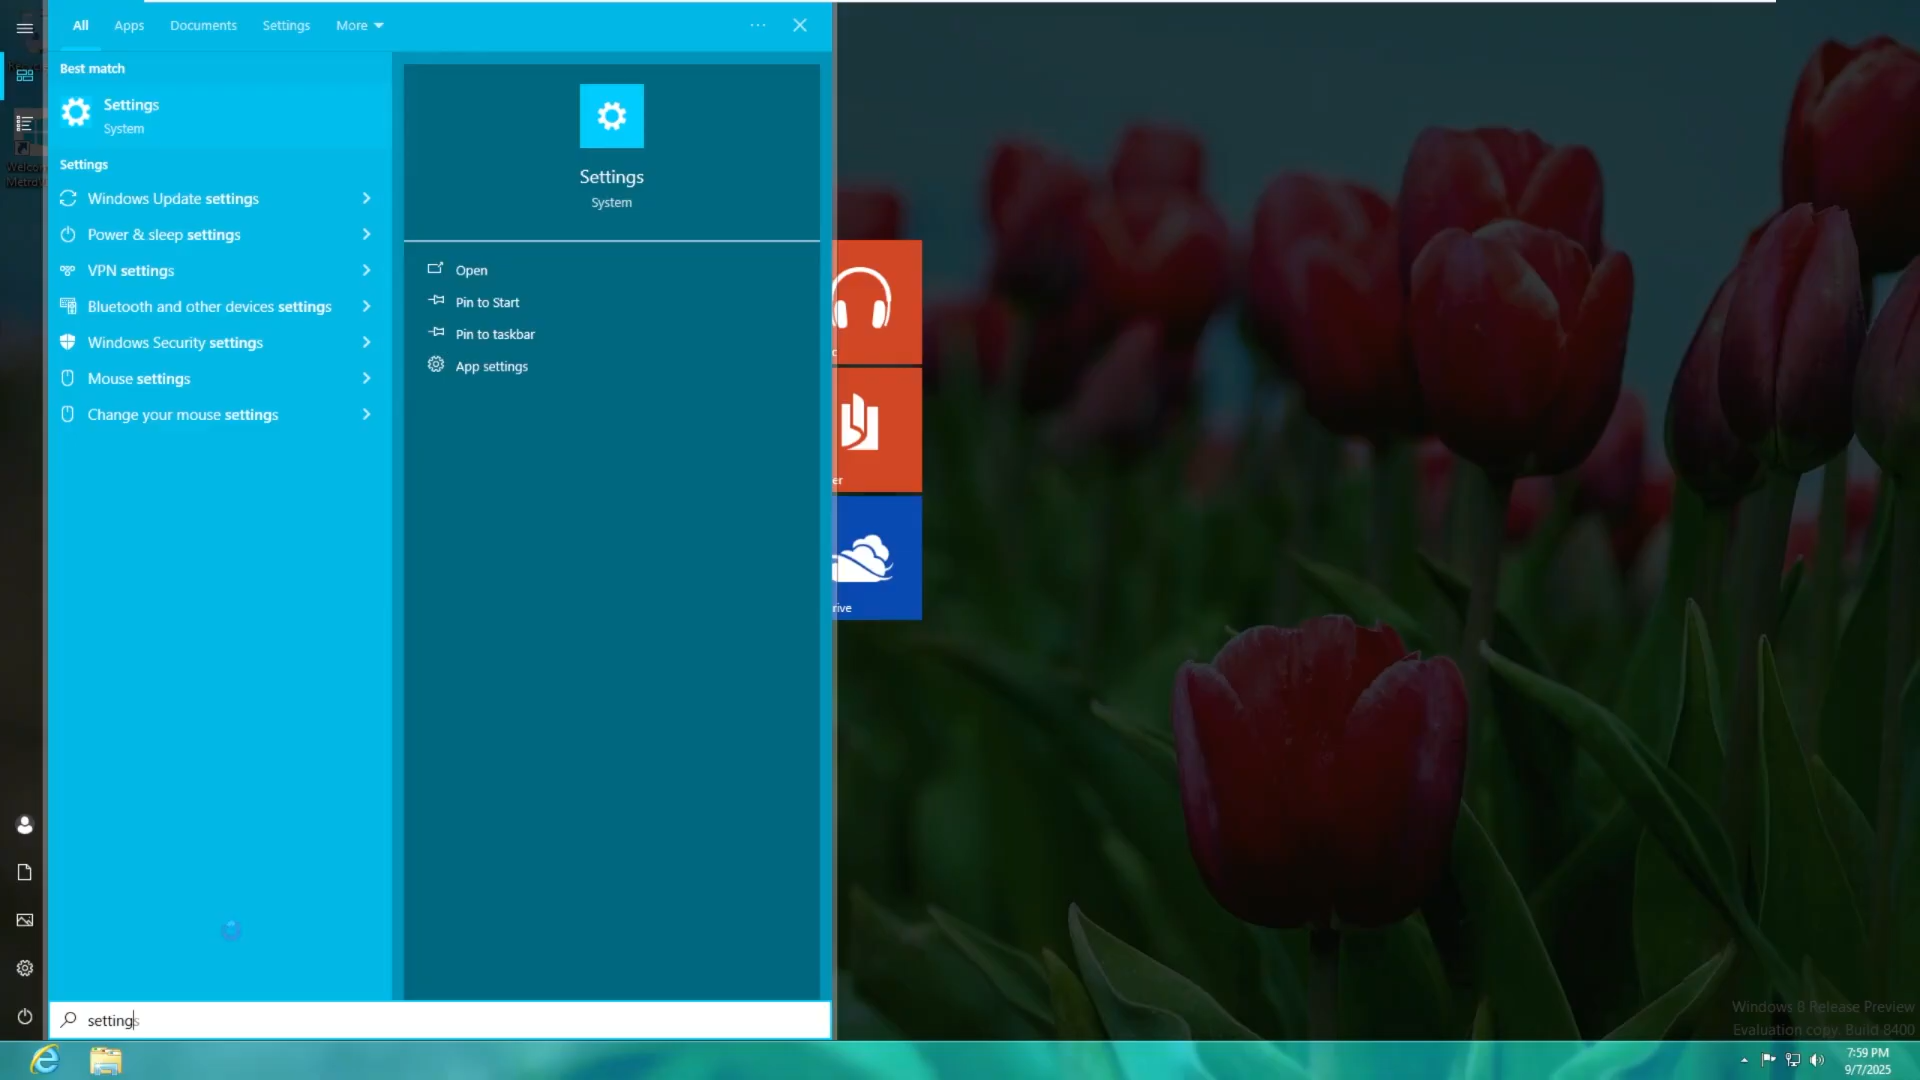 All Apps Documents Settings More
Best match
Settings
System
Settings
Windows Update settings
Power & sleep settings
VPN settings
Bluetooth and other devices settings
Windows Security settings
Mouse settings
Change your mouse settings
Settings
System
Open
Pin to Start
Pin to taskbar
App settings
er
rive
settings
Windows 8 Release Preview
Evaluation copy. Build 8400
7:59 PM
9/7/2025